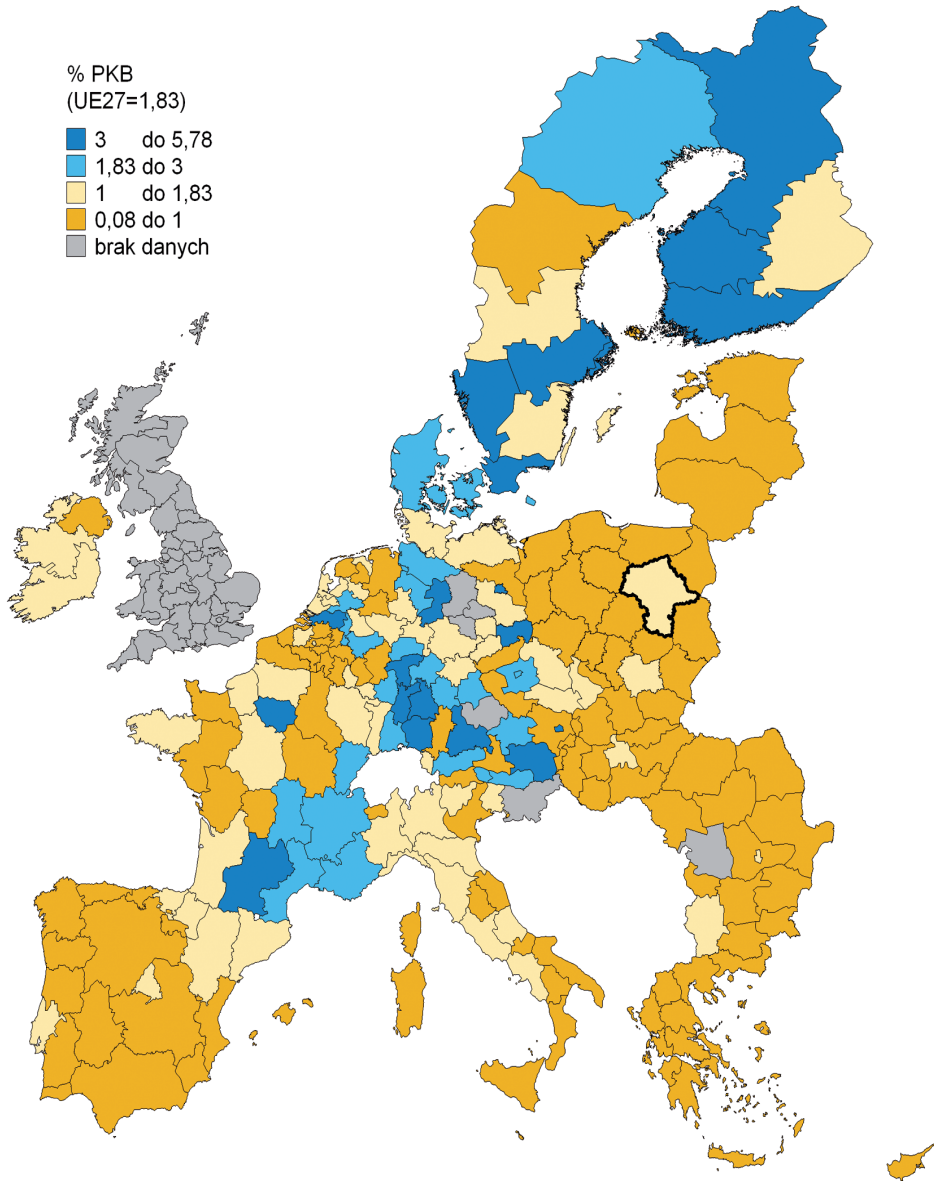 % PKB
(UE27=1,83)
3 do 5,78
1,83 do 3
1 do 1,83
0,08 do 1
brak danych